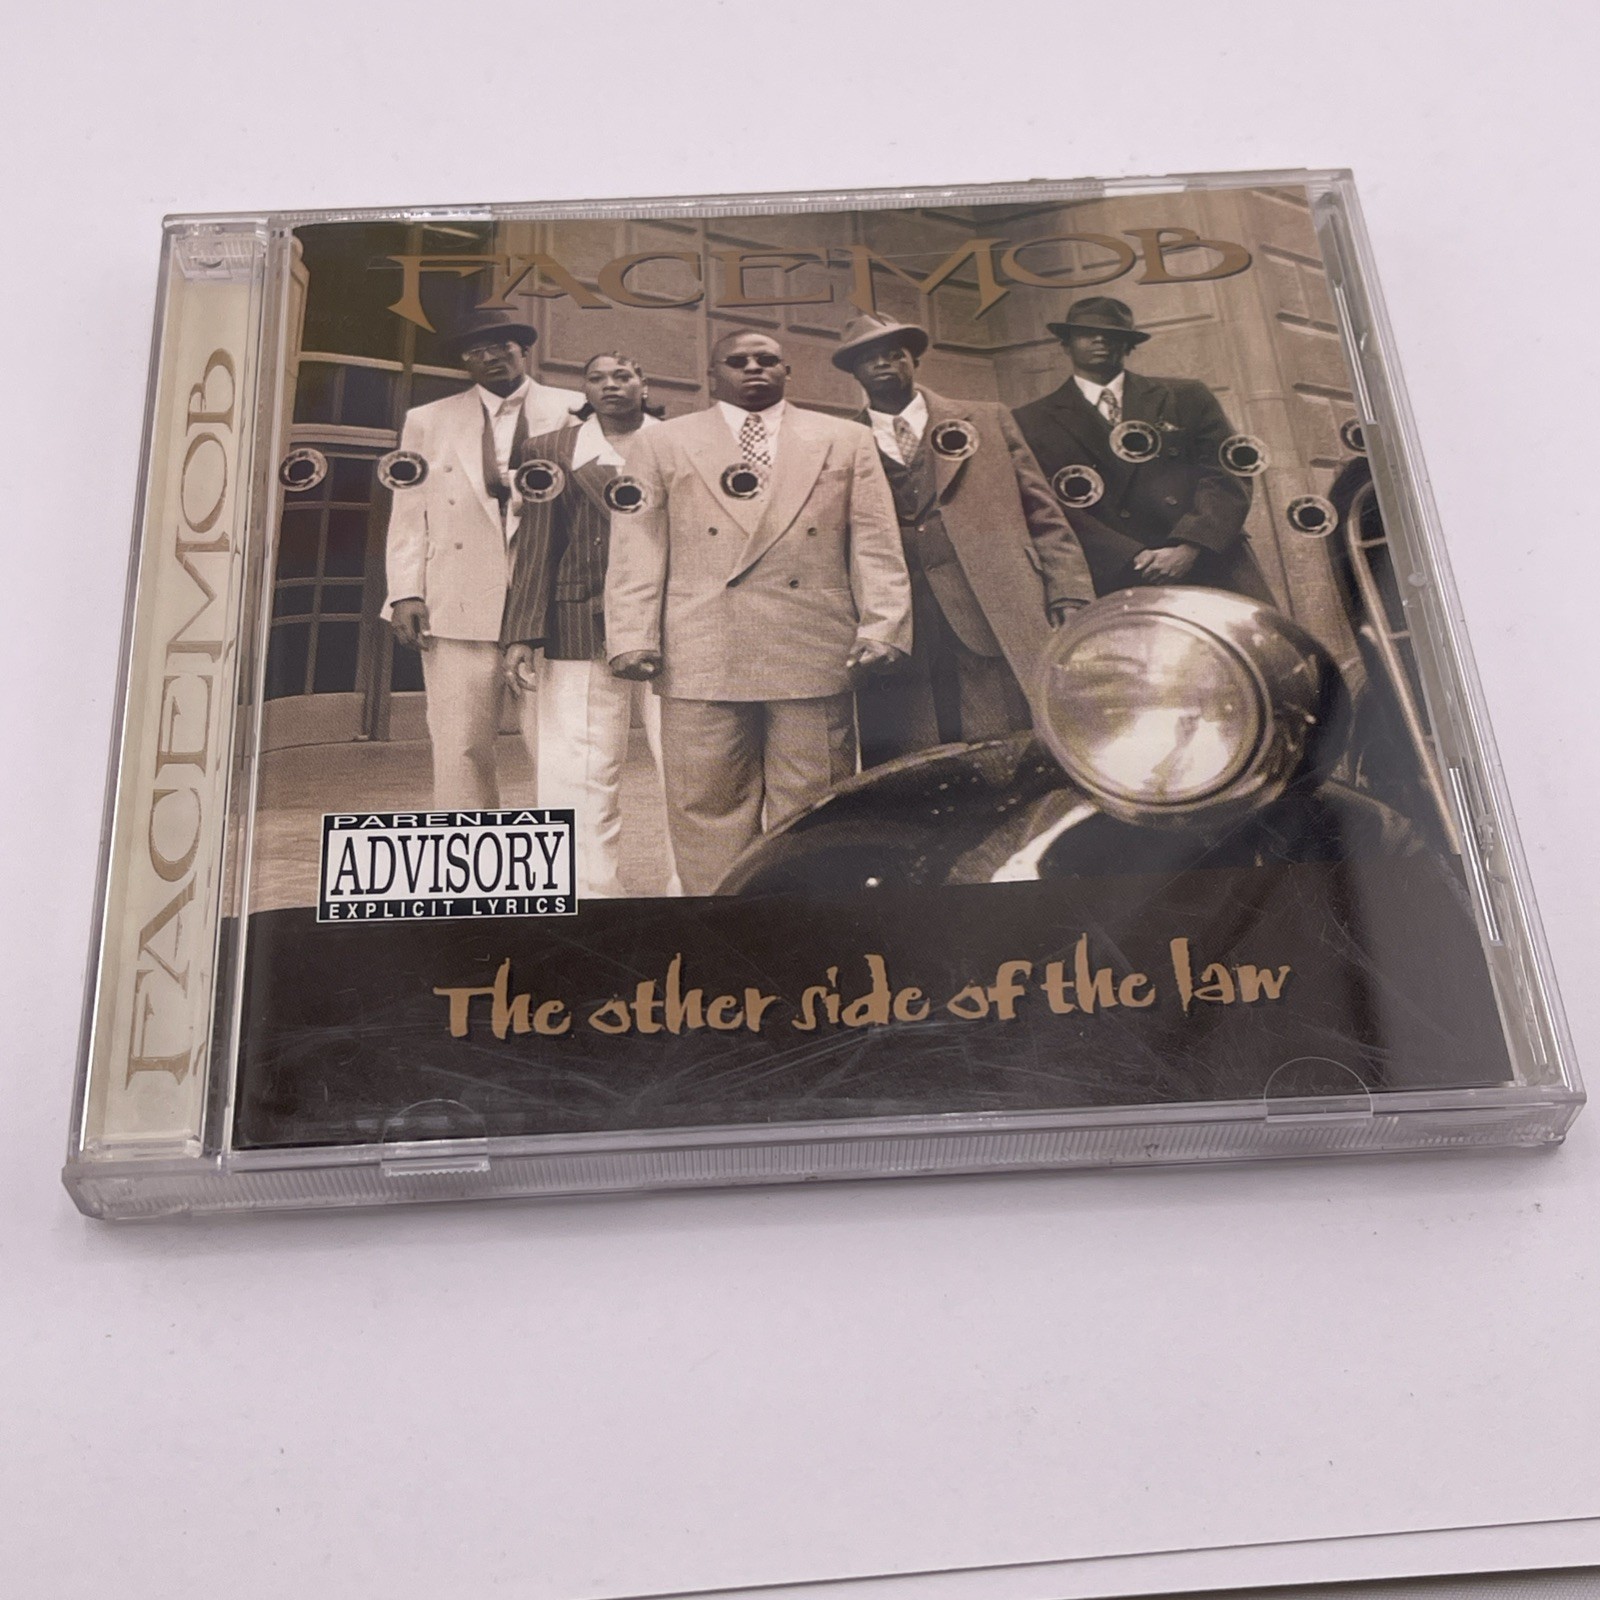 FACEMOB
FACEMOB
PARENTAL
ADVISORY
EXPLICIT LYRICS
The other side of the law